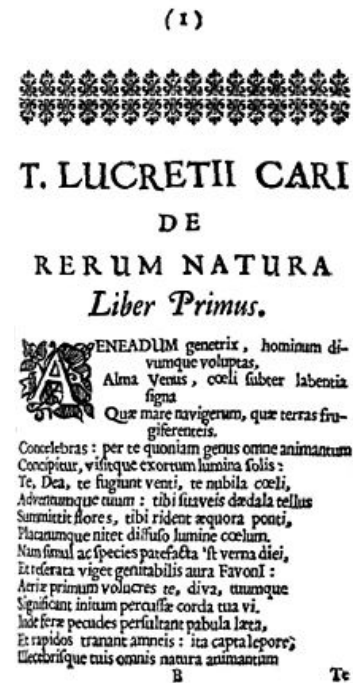 (1)
T. LUCRETII CARI
DE
RERUM NATURA
Liber Primus.
AENEADUM genetrix, hominum di-
vumque voluptas,
Alma Venus, cœli subter labentia
signa
Quæ mare navigerum, quæ terras fru-
giferenteis.
Concelebras : per te quoniam genus omne animantum
Concipitur, visitque exortum lumina solis :
Te, Dea, te fugiunt venti, te nubila cœli,
Adventumque tuum : tibi suaveis dædala tellus
Summittit flores, tibi rident æquora ponti,
Placatumque nitet diffuso lumine cœlum.
Nam simul ac species patefacta 'st verna diei,
Et reserata viget genitabilis aura FavonI :
Aeriæ primum volucres te, diva, tuumque
Significant initum percussæ corda tua vi.
Inde feræ pecudes persultant pabula læta,
Et rapidos tranant amneis : ita capta lepore;
Illecebrisque tuis omnis natura animantum
B Te